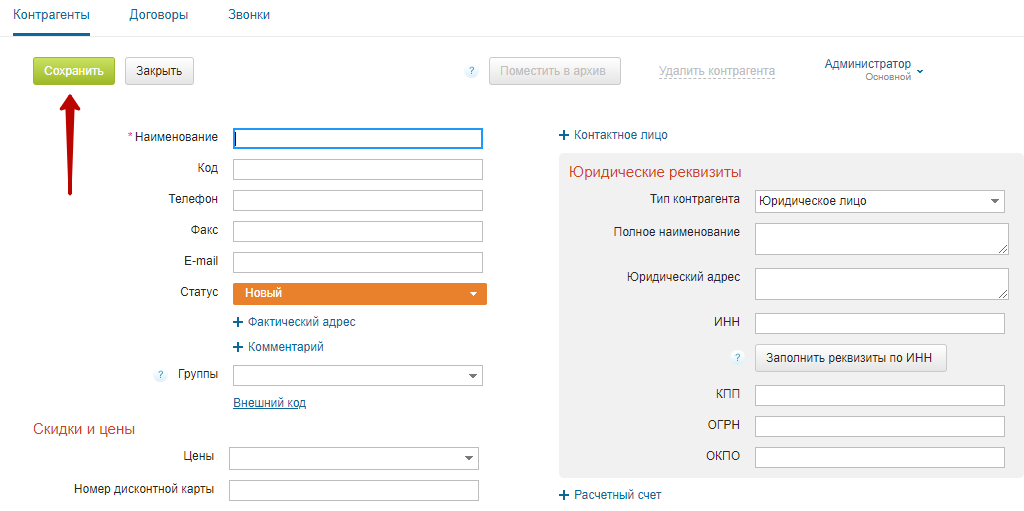 Контрагенты Договоры Звонки
Сохранить Закрыть ? Поместить в архив Удалить контрагента Администратор
Основной
*Наименование
Код
Телефон
Факс
E-mail
Статус Новый
+ Фактический адрес
+ Комментарий
? Группы
Внешний код
Скидки и цены
Цены
Номер дисконтной карты
+ Контактное лицо
Юридические реквизиты
Тип контрагента Юридическое лицо
Полное наименование
Юридический адрес
ИНН
? Заполнить реквизиты по ИНН
КПП
ОГРН
ОКПО
+ Расчетный счет